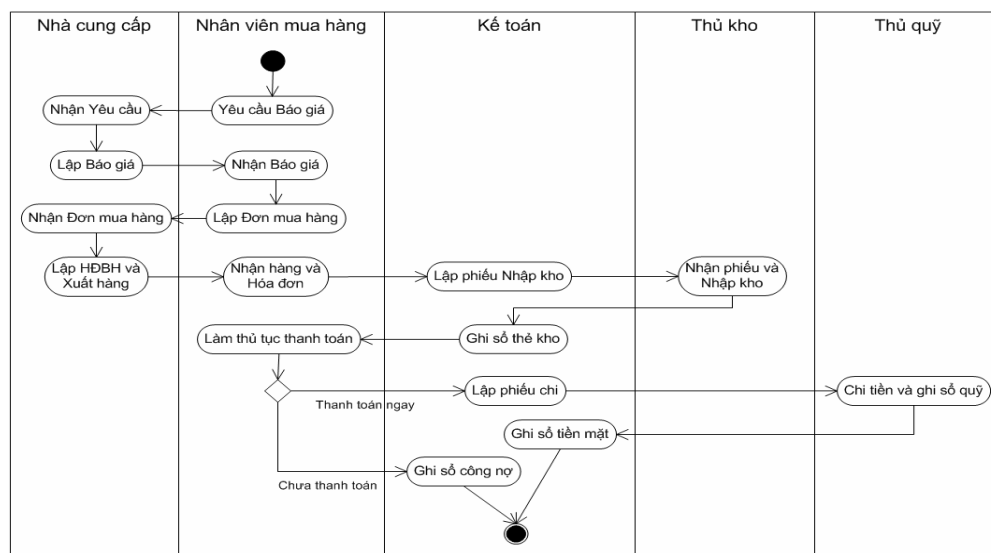 Nhà cung cấp
Nhân viên mua hàng
Kế toán
Thủ kho
Thủ quỹ
Nhận Yêu cầu
Yêu cầu Báo giá
Lập Báo giá
Nhận Báo giá
Nhận Đơn mua hàng
Lập Đơn mua hàng
Lập HĐBH và
Xuất hàng
Nhận hàng và
Hóa đơn
Lập phiếu Nhập kho
Nhận phiếu và
Nhập kho
Làm thủ tục thanh toán
Ghi sổ thẻ kho
Thanh toán ngay
Lập phiếu chi
Chi tiền và ghi sổ quỹ
Ghi sổ tiền mặt
Ghi sổ công nợ
Chưa thanh toán